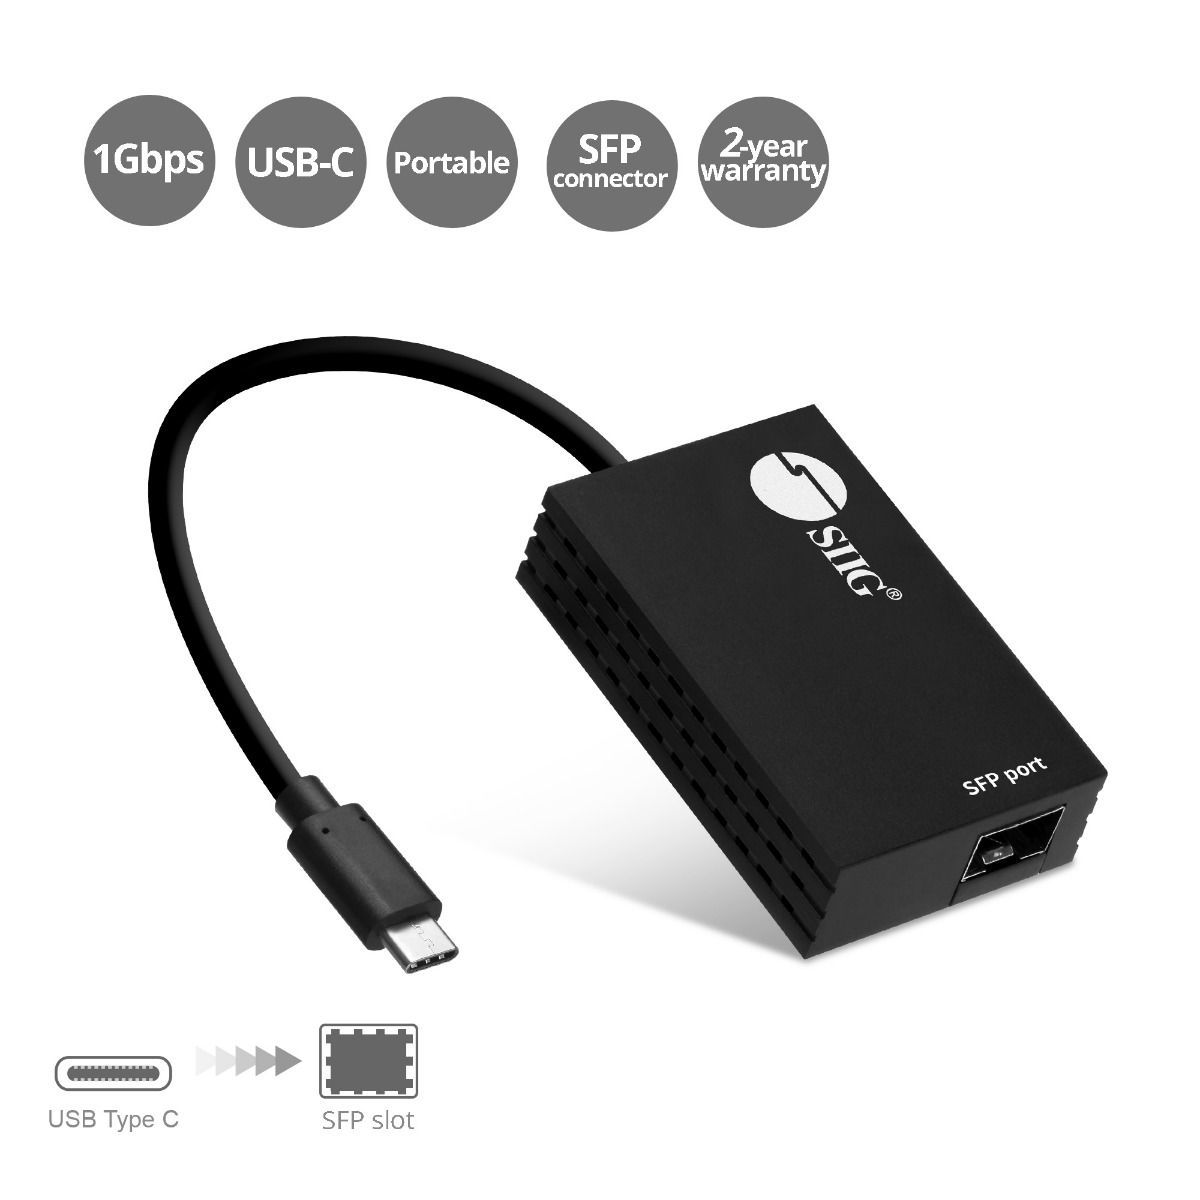 1Gbps
USB-C
Portable
SFP
connector
2-year
warranty
SIIG®
SFP port
USB Type C
SFP slot